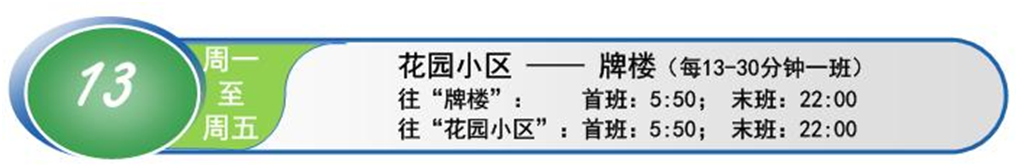 13
周一
至
周五
花园小区 —— 牌楼（每13-30分钟一班）
往“牌楼”： 首班：5:50； 末班：22:00
往“花园小区”：首班：5:50； 末班：22:00